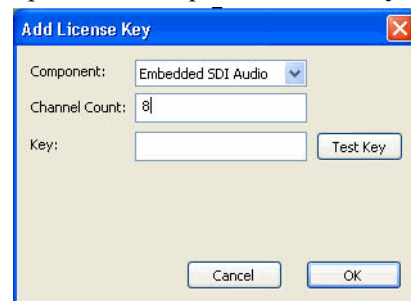 Add License Key
Component: Embedded SDI Audio
Channel Count: 8
Key: Test Key
Cancel OK